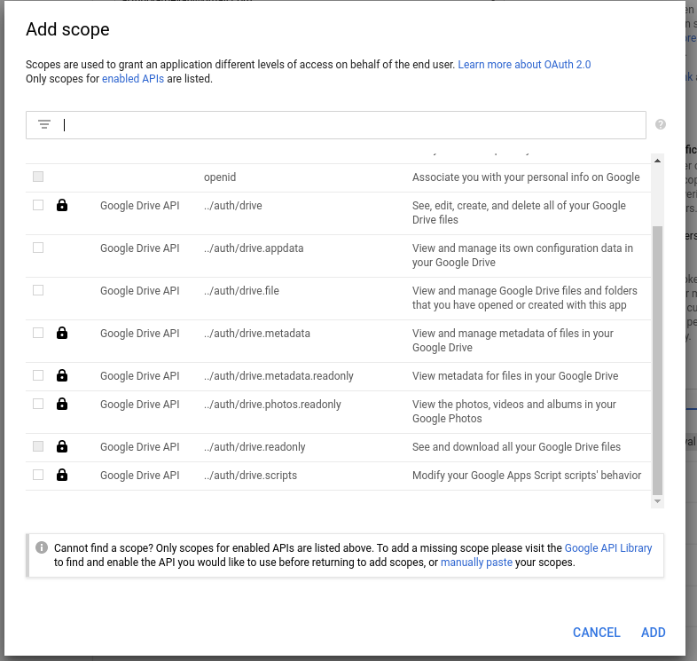 Add scope
Scopes are used to grant an application different levels of access on behalf of the end user. Learn more about OAuth 2.0
Only scopes for enabled APIs are listed.
openid Associate you with your personal info on Google
Google Drive API ../auth/drive See, edit, create, and delete all of your Google
Drive files
Google Drive API ../auth/drive.appdata View and manage its own configuration data in
your Google Drive
Google Drive API ../auth/drive.file View and manage Google Drive files and folders
that you have opened or created with this app
Google Drive API ../auth/drive.metadata View and manage metadata of files in your
Google Drive
Google Drive API ../auth/drive.metadata.readonly View metadata for files in your Google Drive
Google Drive API ../auth/drive.photos.readonly View the photos, videos and albums in your
Google Photos
Google Drive API ../auth/drive.readonly See and download all your Google Drive files
Google Drive API ../auth/drive.scripts Modify your Google Apps Script scripts' behavior
Cannot find a scope? Only scopes for enabled APIs are listed above. To add a missing scope please visit the Google API Library
to find and enable the API you would like to use before returning to add scopes, or manually paste your scopes.
CANCEL ADD